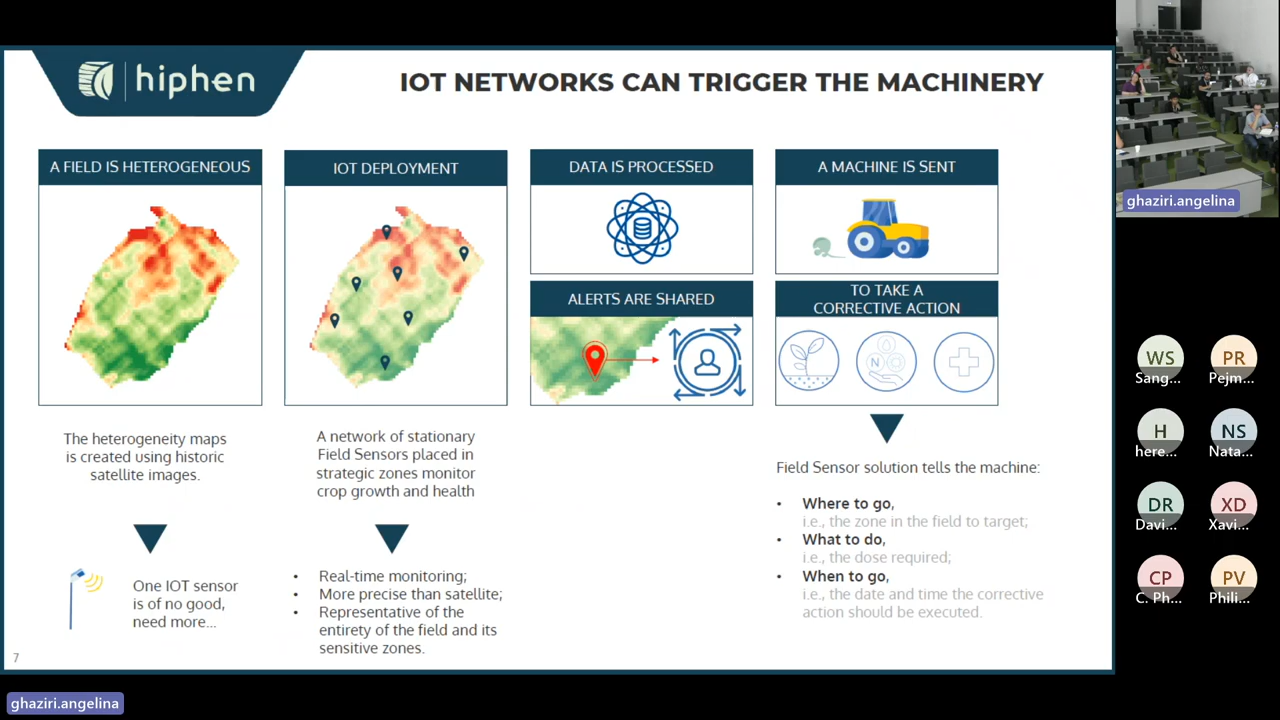 hiphen
IOT NETWORKS CAN TRIGGER THE MACHINERY
A FIELD IS HETEROGENEOUS
The heterogeneity maps
is created using historic
satellite images.
One IOT sensor
is of no good,
need more...
IOT DEPLOYMENT
A network of stationary
Field Sensors placed in
strategic zones monitor
crop growth and health
• Real-time monitoring;
• More precise than satellite;
• Representative of the
entirety of the field and its
sensitive zones.
DATA IS PROCESSED
ALERTS ARE SHARED
A MACHINE IS SENT
TO TAKE A
CORRECTIVE ACTION
N
Field Sensor solution tells the machine:
• Where to go,
i.e., the zone in the field to target;
• What to do,
i.e., the dose required;
• When to go,
i.e., the date and time the corrective
action should be executed.
7
ghaziri.angelina
ghaziri.angelina
WS
Sang...
PR
Pejm...
H
here...
NS
Nata...
DR
Davi...
XD
Xavi...
CP
C. Ph...
PV
Phili...